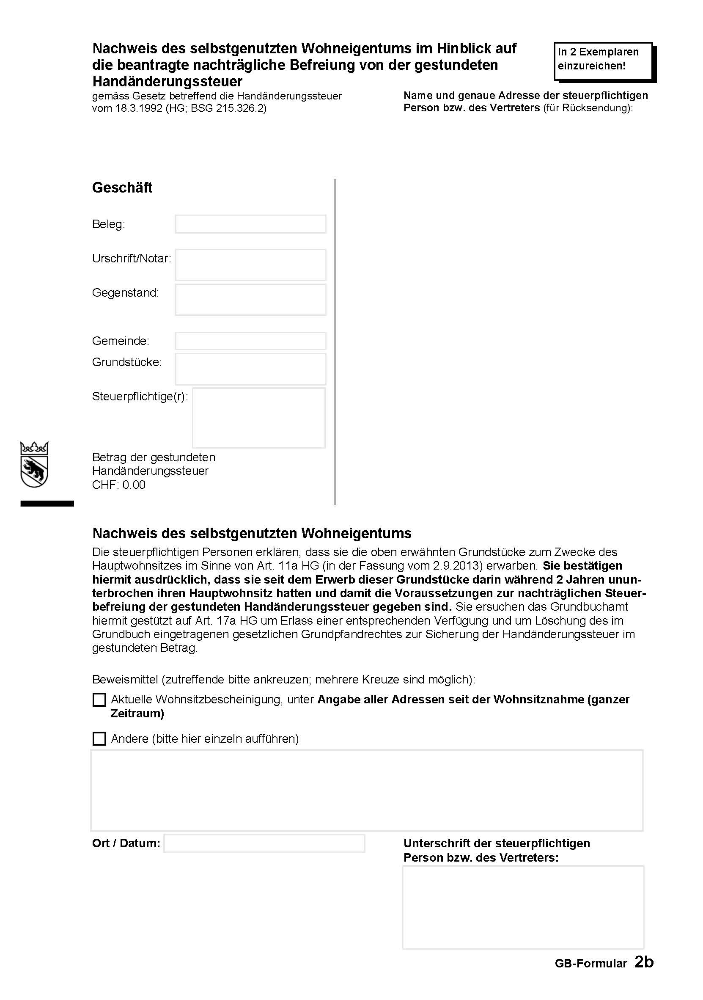 Nachweis des selbstgenutzten Wohneigentums im Hinblick auf
die beantragte nachträgliche Befreiung von der gestundeten
Handänderungssteuer
gemäss Gesetz betreffend die Handänderungssteuer
vom 18.3.1992 (HG; BSG 215.326.2)
In 2 Exemplaren
einzureichen!
Name und genaue Adresse der steuerpflichtigen
Person bzw. des Vertreters (für Rücksendung):
Geschäft
Beleg:
Urschrift/Notar:
Gegenstand:
Gemeinde:
Grundstücke:
Steuerpflichtige(r):
Betrag der gestundeten
Handänderungssteuer
CHF: 0.00
Nachweis des selbstgenutzten Wohneigentums
Die steuerpflichtigen Personen erklären, dass sie die oben erwähnten Grundstücke zum Zwecke des
Hauptwohnsitzes im Sinne von Art. 11a HG (in der Fassung vom 2.9.2013) erwarben. Sie bestätigen
hiermit ausdrücklich, dass sie seit dem Erwerb dieser Grundstücke darin während 2 Jahren unun-
terbrochen ihren Hauptwohnsitz hatten und damit die Voraussetzungen zur nachträglichen Steuer-
befreiung der gestundeten Handänderungssteuer gegeben sind. Sie ersuchen das Grundbuchamt
hiermit gestützt auf Art. 17a HG um Erlass einer entsprechenden Verfügung und um Löschung des im
Grundbuch eingetragenen gesetzlichen Grundpfandrechtes zur Sicherung der Handänderungssteuer im
gestundeten Betrag.
Beweismittel (zutreffende bitte ankreuzen; mehrere Kreuze sind möglich):
Aktuelle Wohnsitzbescheinigung, unter Angabe aller Adressen seit der Wohnsitznahme (ganzer
Zeitraum)
Andere (bitte hier einzeln aufführen)
Ort / Datum:
Unterschrift der steuerpflichtigen
Person bzw. des Vertreters:
GB-Formular 2b